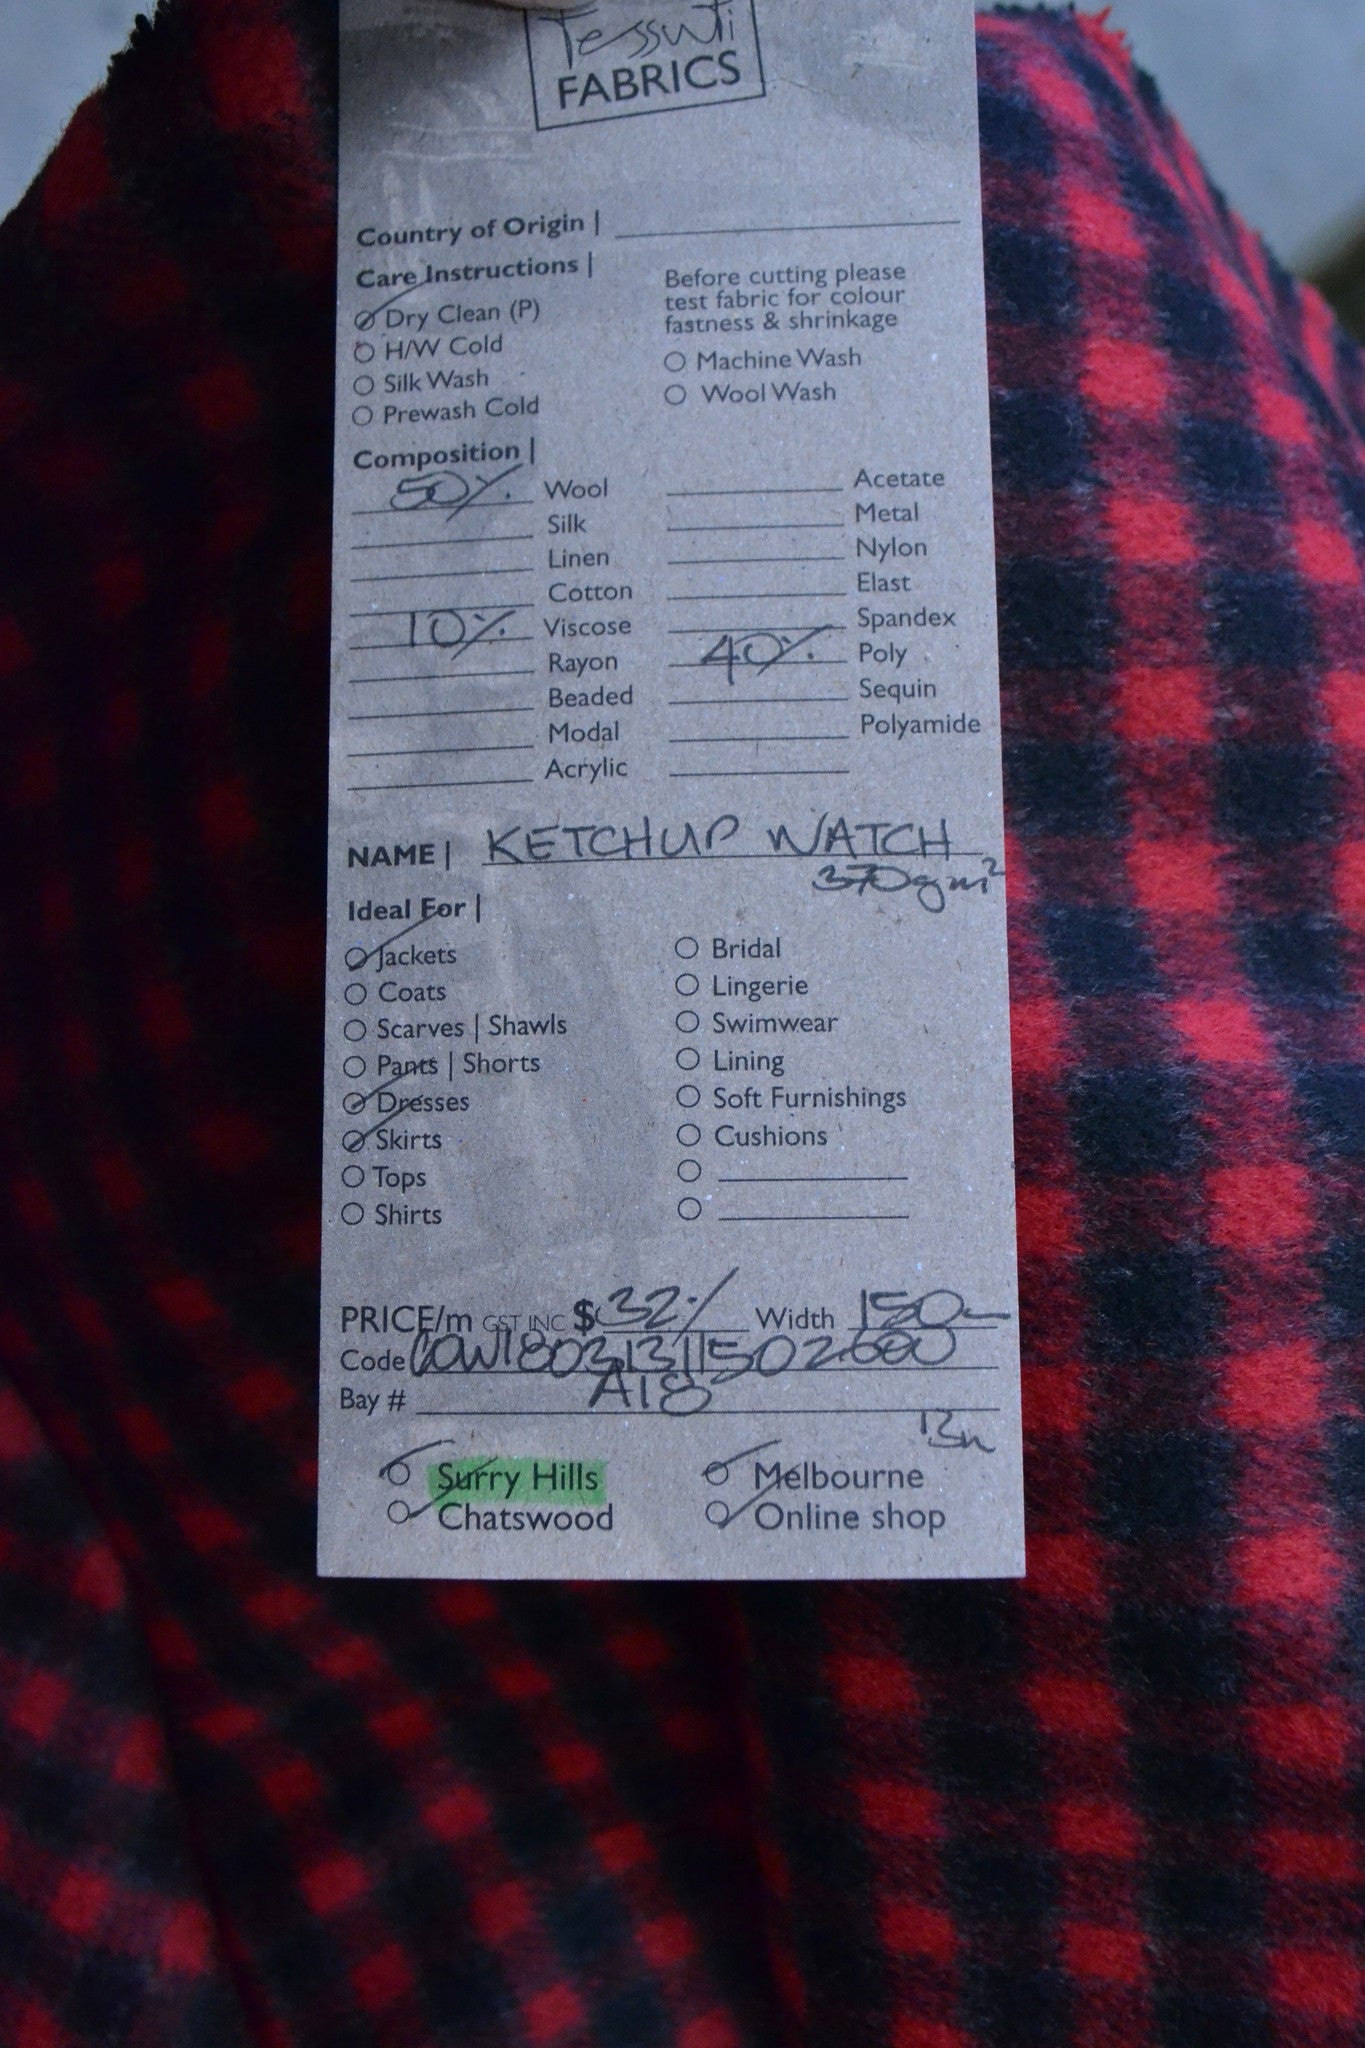 Tessuti
FABRICS
Country of Origin |
Care Instructions |
Before cutting please
test fabric for colour
fastness & shrinkage
Dry Clean (P)
H/W Cold
Silk Wash
Prewash Cold
Machine Wash
Wool Wash
Composition |
50% Wool
Silk
Linen
Cotton
10% Viscose
Rayon
Beaded
Modal
Acrylic
Acetate
Metal
Nylon
Elast
Spandex
40% Poly
Sequin
Polyamide
NAME | KETCHUP WATCH
370gm²
Ideal For |
Jackets
Coats
Scarves | Shawls
Pants | Shorts
Dresses
Skirts
Tops
Shirts
Bridal
Lingerie
Swimwear
Lining
Soft Furnishings
Cushions
PRICE/m GST INC $32/ Width 150
Code
Bay # A18
13m
Surry Hills
Chatswood
Melbourne
Online shop